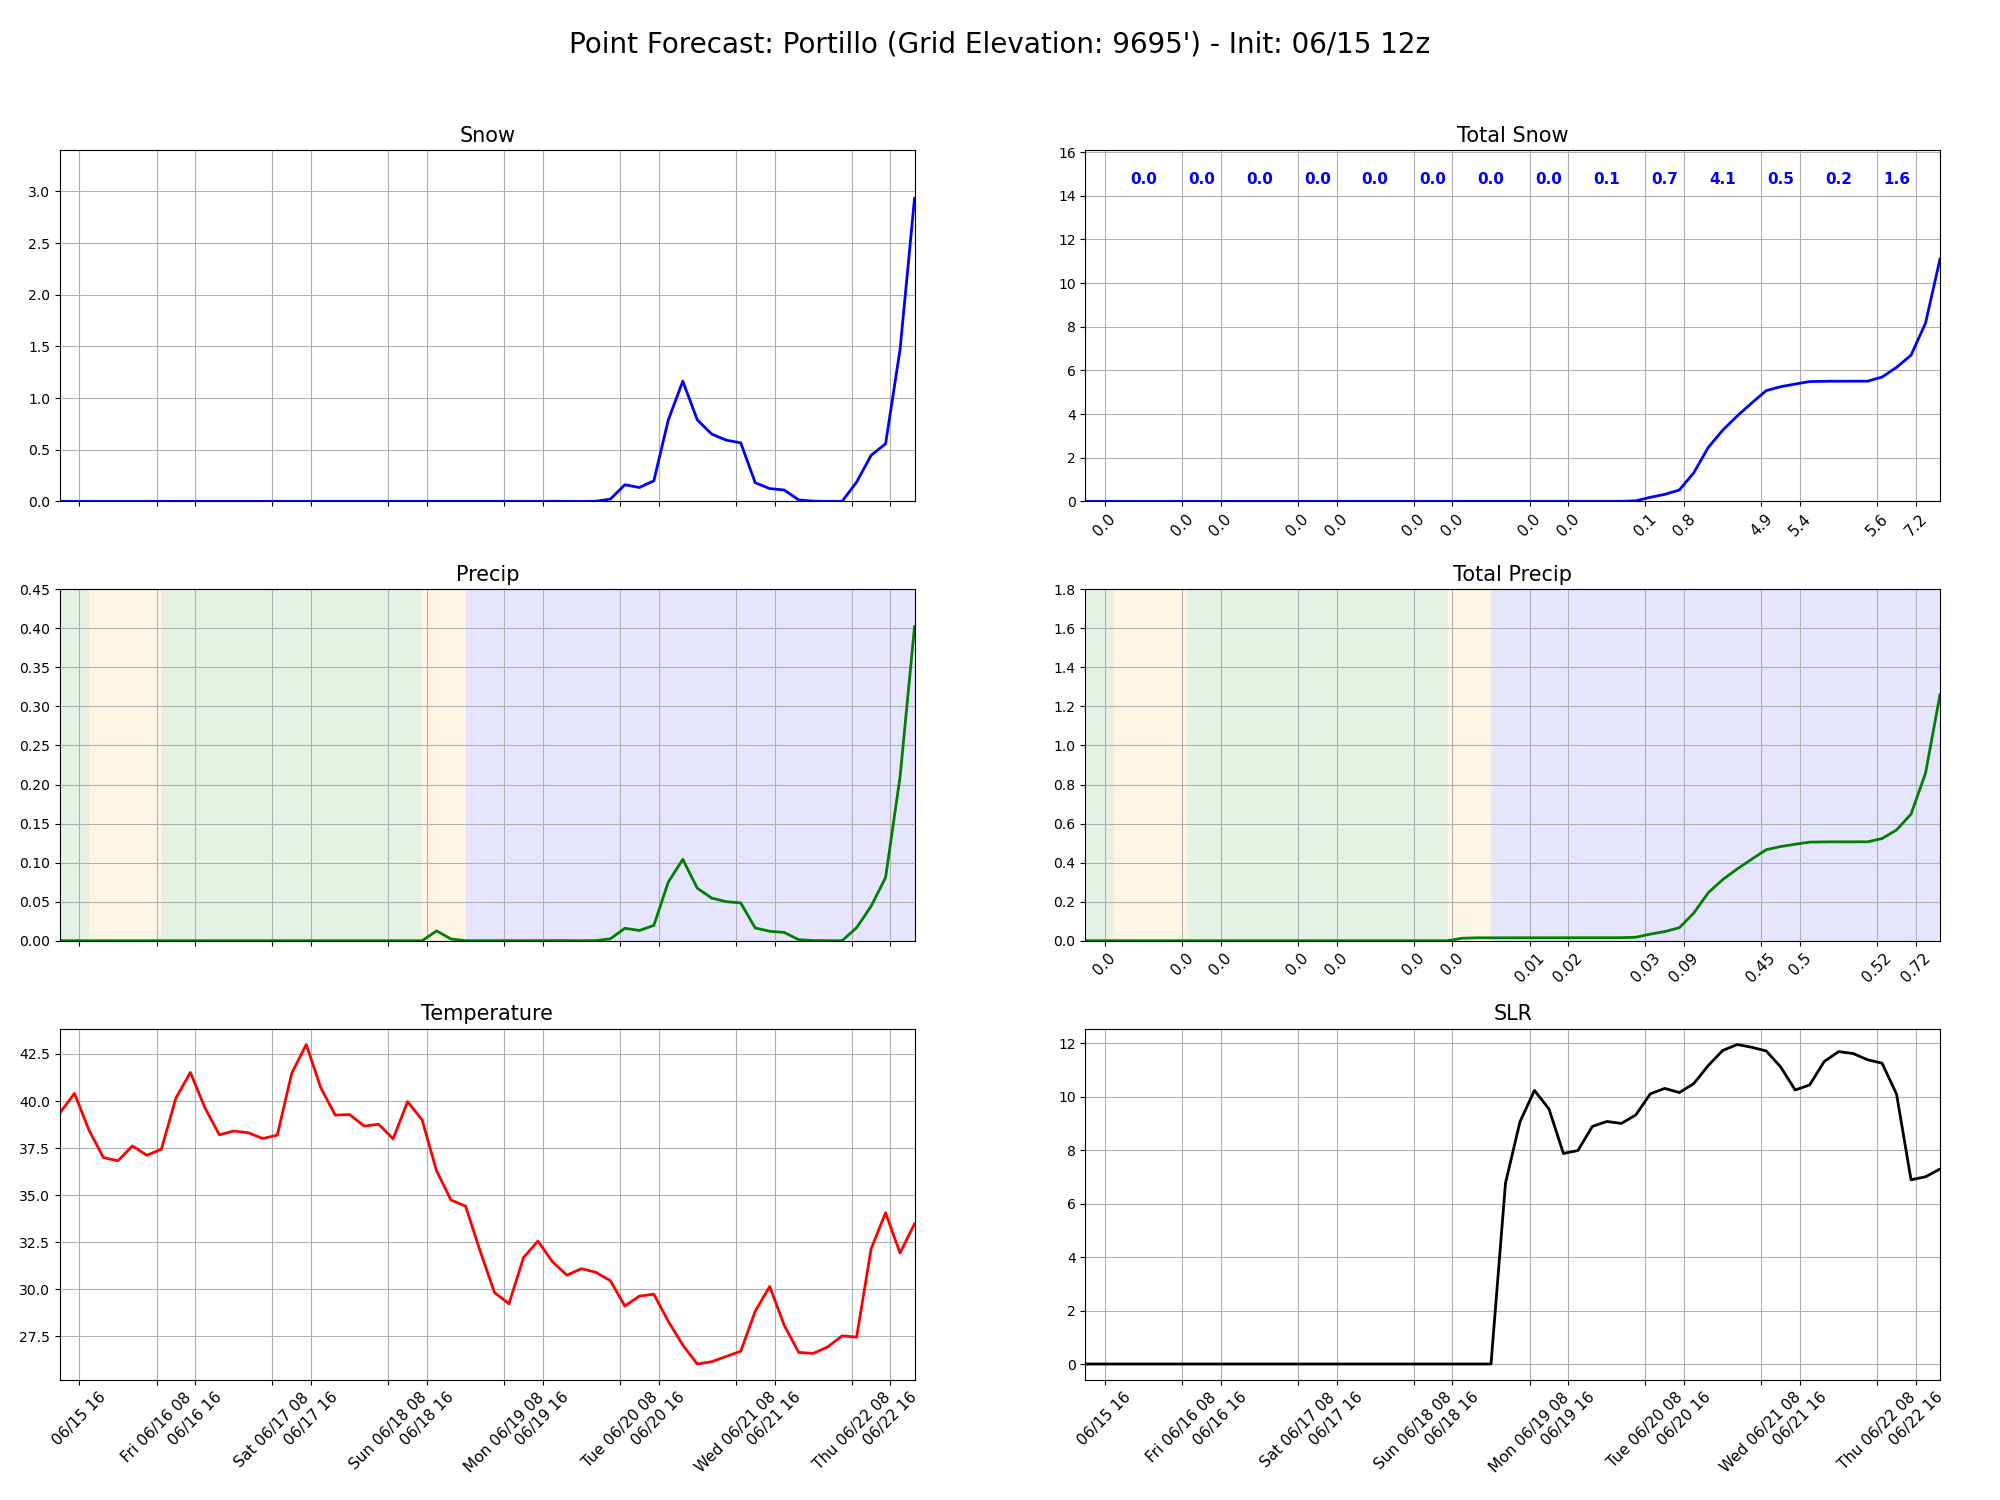 Point Forecast: Portillo (Grid Elevation: 9695') - Init: 06/15 12z
Snow
3.0
2.5
2.0
1.5
1.0
0.5
0.0
Total Snow
16
14
12
10
8
6
4
2
0
0.0 0.0 0.0 0.0 0.0 0.0 0.0 0.0 0.1 0.7 4.1 0.5 0.2 1.6
0.0 0.0 0.0 0.0 0.0 0.0 0.0 0.0 0.0 0.1 0.8 4.9 5.4 5.6 7.2
Precip
0.45
0.40
0.35
0.30
0.25
0.20
0.15
0.10
0.05
0.00
Total Precip
1.8
1.6
1.4
1.2
1.0
0.8
0.6
0.4
0.2
0.0
0.0 0.0 0.0 0.0 0.0 0.0 0.0 0.01 0.02 0.03 0.09 0.45 0.5 0.52 0.72
Temperature
42.5
40.0
37.5
35.0
32.5
30.0
27.5
06/15 16
Fri 06/16 08
06/16 16
Sat 06/17 08
06/17 16
Sun 06/18 08
06/18 16
Mon 06/19 08
06/19 16
Tue 06/20 08
06/20 16
Wed 06/21 08
06/21 16
Thu 06/22 08
06/22 16
SLR
12
10
8
6
4
2
0
06/15 16
Fri 06/16 08
06/16 16
Sat 06/17 08
06/17 16
Sun 06/18 08
06/18 16
Mon 06/19 08
06/19 16
Tue 06/20 08
06/20 16
Wed 06/21 08
06/21 16
Thu 06/22 08
06/22 16